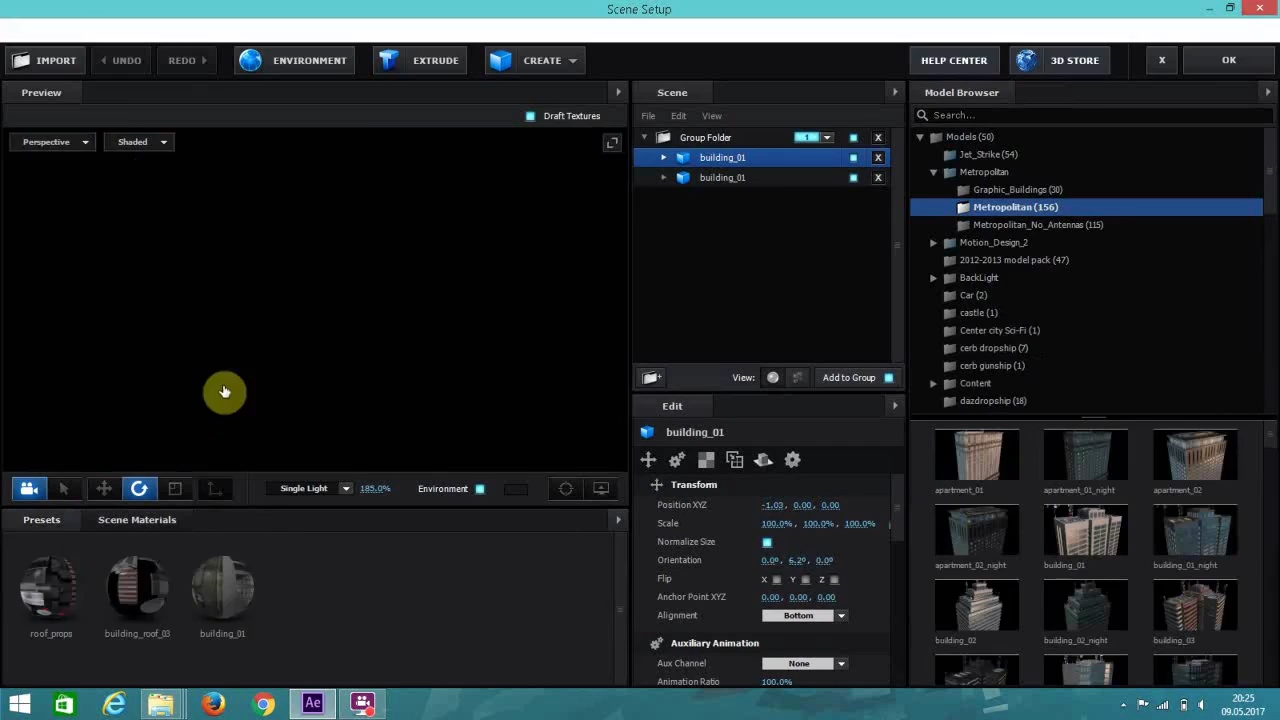 Scene Setup
IMPORT
UNDO
REDO
ENVIRONMENT
EXTRUDE
CREATE
HELP CENTER
3D STORE
X
OK
Preview
Draft Textures
Perspective
Shaded
Single Light
185.0%
Environment
Presets
Scene Materials
roof_props
building_roof_03
building_01
Scene
File
Edit
View
Group Folder
1
X
building_01
X
building_01
X
View:
Add to Group
Edit
building_01
Transform
Position XYZ
-1.03, 0.00, 0.00
Scale
100.0%, 100.0%, 100.0%
Normalize Size
Orientation
0.0º, 6.2º, 0.0º
Flip
X
Y
Z
Anchor Point XYZ
0.00, 0.00, 0.00
Alignment
Bottom
Auxiliary Animation
Aux Channel
None
Animation Ratio
100.0%
Model Browser
Search...
Models (50)
Jet_Strike (54)
Metropolitan
Graphic_Buildings (30)
Metropolitan (156)
Metropolitan_No_Antennas (115)
Motion_Design_2
2012-2013 model pack (47)
BackLight
Car (2)
castle (1)
Center city Sci-Fi (1)
cerb dropship (7)
cerb gunship (1)
Content
dazdropship (18)
apartment_01
apartment_01_night
apartment_02
apartment_02_night
building_01
building_01_night
building_02
building_02_night
building_03
Ae
20:25
09.05.2017